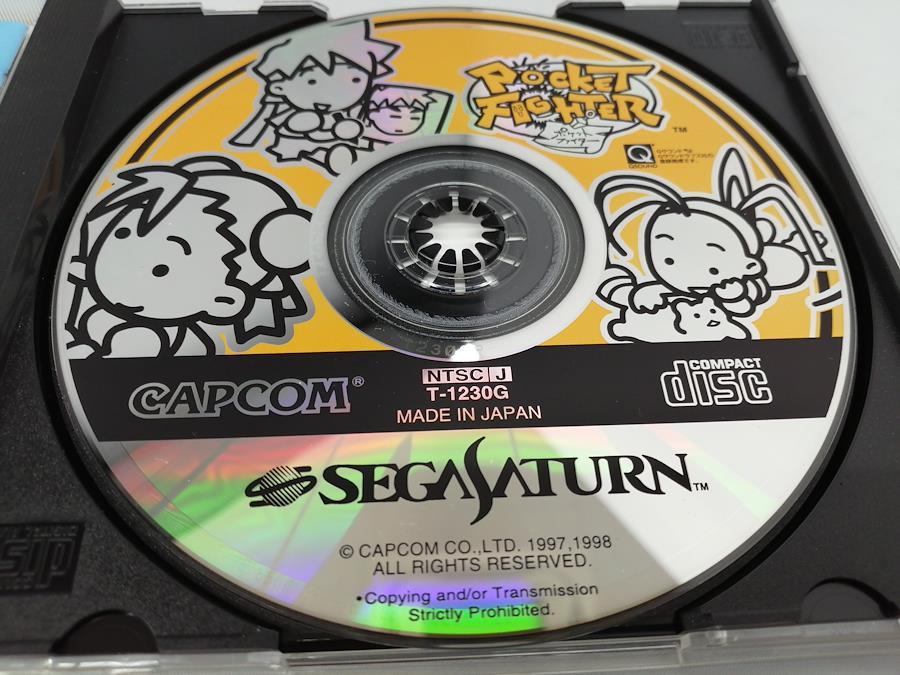 POCKET
FIGHTER
TM
ポケット
ファイター
Q
QSOUND
CAPCOM®
NTSC J
T-1230G
MADE IN JAPAN
COMPACT
disc
SEGA SATURN TM
© CAPCOM CO.,LTD. 1997,1998
ALL RIGHTS RESERVED.
•Copying and/or Transmission
Strictly Prohibited.